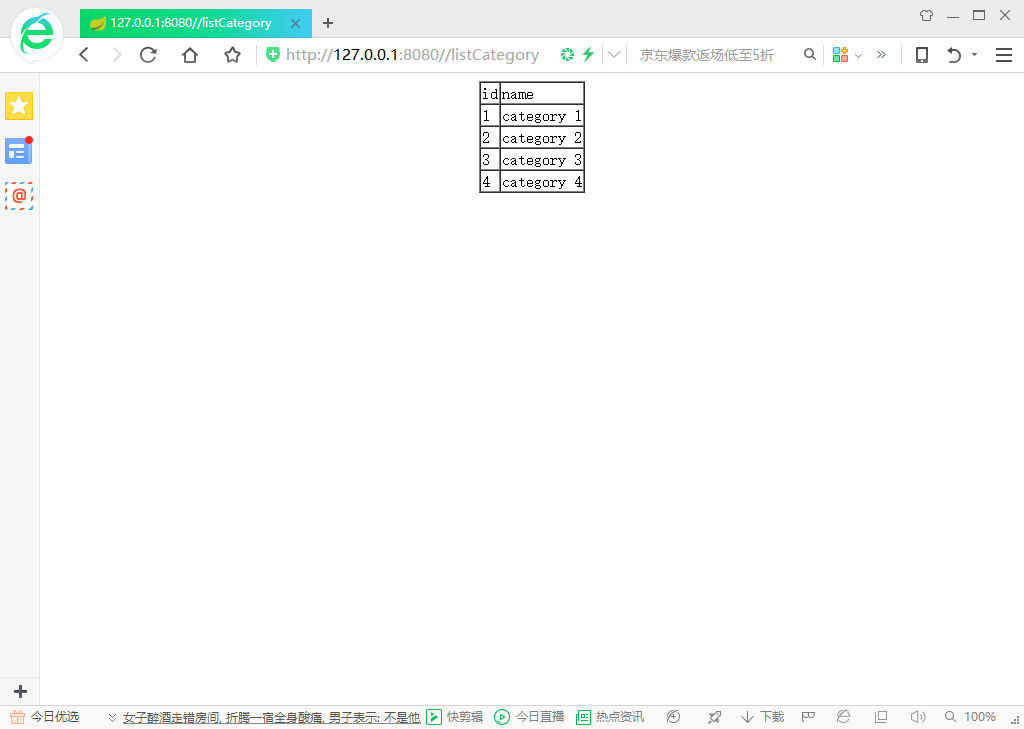 127.0.0.1:8080//listCategory
http://127.0.0.1:8080//listCategory
京东爆款返场低至5折
id name
1 category 1
2 category 2
3 category 3
4 category 4
今日优选 女子醉酒走错房间, 折腾一宿全身酸痛, 男子表示: 不是他 快剪辑 今日直播 热点资讯 下载 100%